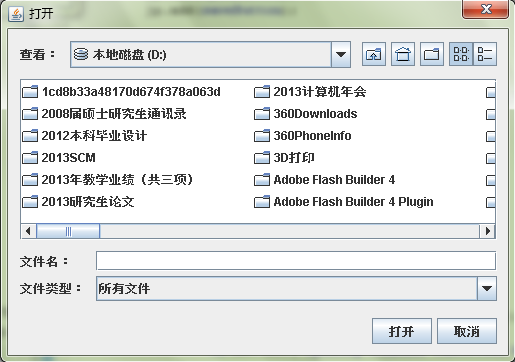 打开
查看： 本地磁盘 (D:)
1cd8b33a48170d674f378a063d
2008届硕士研究生通讯录
2012本科毕业设计
2013SCM
2013年教学业绩（共三项）
2013研究生论文
2013计算机年会
360Downloads
360PhoneInfo
3D打印
Adobe Flash Builder 4
Adobe Flash Builder 4 Plugin
文件名：
文件类型： 所有文件
打开 取消